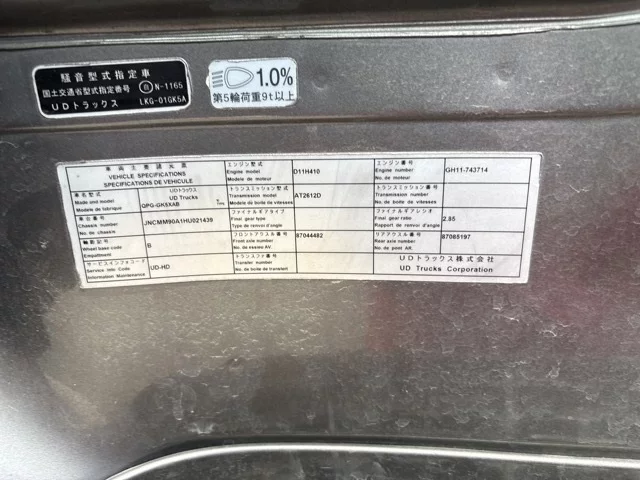 騒音型式指定車
国土交通省型式指定番号 自 N-1165
UDトラックス LKG-01GK5A
1.0%
第5輪荷重9t以上
車両主要諸元表
VEHICLE SPECIFICATIONS
SPECIFICATIONS DE VEHICULE
車名型式 UDトラックス
Made und model UD Trucks
Modele de fabrique QPG-GK5XAB
車台番号
Chassis number JNCMM90A1HU021439
No. de chassis
軸距記号
Wheel base code B
Empattement
サービスインフォコード
Service Info Code UD-HD
Information Maintenance
エンジン型式
Engine model D11H410
Modele de moteur
トランスミッション型式
Transmission model AT2612D
Modele de boite de vitesses
ファイナルギアタイプ
Final gear type
Type de renvoi d'angle
フロントアクスル番号 87044482
Front axle number
No. de essieu AV.
トランスファ番号
Transfer number
No. de boite de transfert
エンジン番号
Engine number GH11-743714
No. de moteur
トランスミッション番号
Transmission number
No. de boite de vitesses
ファイナルギアレシオ
Final gear ratio 2.85
Rapport de renvoi d'angle
リアアクスル番号 87085197
Rear axle number
No. de pont AR.
UDトラックス株式会社
UD Trucks Corporation